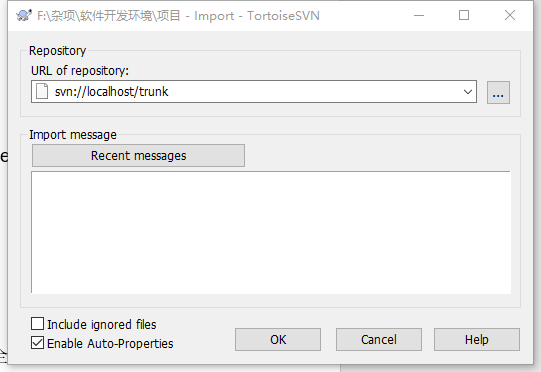 F:\杂项\软件开发环境\项目 - Import - TortoiseSVN
Repository
URL of repository:
svn://localhost/trunk
...
Import message
Recent messages
Include ignored files
Enable Auto-Properties
OK
Cancel
Help